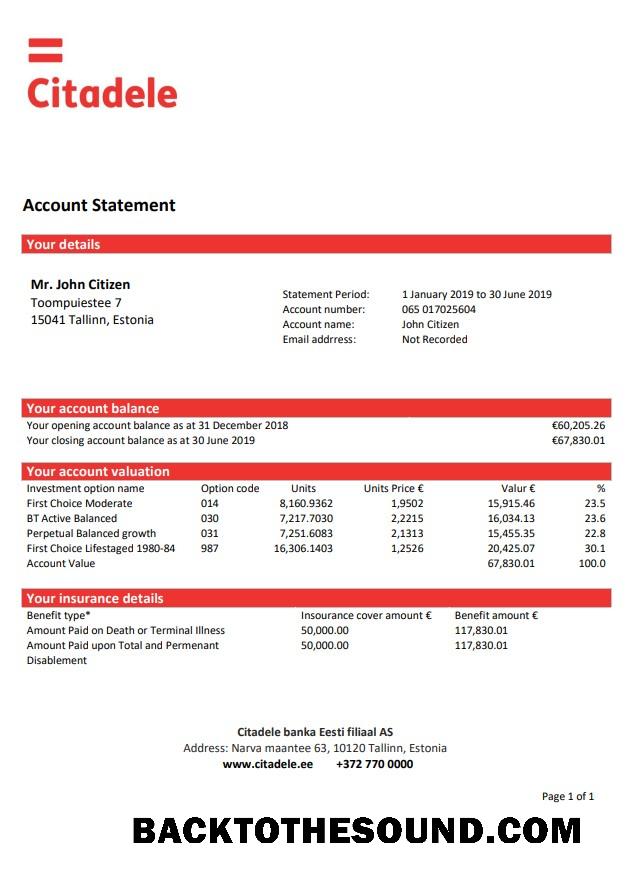 Citadele
Account Statement
Your details
Mr. John Citizen
Toompuiestee 7
15041 Tallinn, Estonia
Statement Period: 1 January 2019 to 30 June 2019
Account number: 065 017025604
Account name: John Citizen
Email addrress: Not Recorded
Your account balance
Your opening account balance as at 31 December 2018 €60,205.26
Your closing account balance as at 30 June 2019 €67,830.01
Your account valuation
Investment option name Option code Units Units Price € Valur € %
First Choice Moderate 014 8,160.9362 1,9502 15,915.46 23.5
BT Active Balanced 030 7,217.7030 2,2215 16,034.13 23.6
Perpetual Balanced growth 031 7,251.6083 2,1313 15,455.35 22.8
First Choice Lifestaged 1980-84 987 16,306.1403 1,2526 20,425.07 30.1
Account Value 67,830.01 100.0
Your insurance details
Benefit type* Insourance cover amount € Benefit amount €
Amount Paid on Death or Terminal Illness 50,000.00 117,830.01
Amount Paid upon Total and Permenant 50,000.00 117,830.01
Disablement
Citadele banka Eesti filiaal AS
Address: Narva maantee 63, 10120 Tallinn, Estonia
www.citadele.ee +372 770 0000
Page 1 of 1
BACKTOTHESOUND.COM